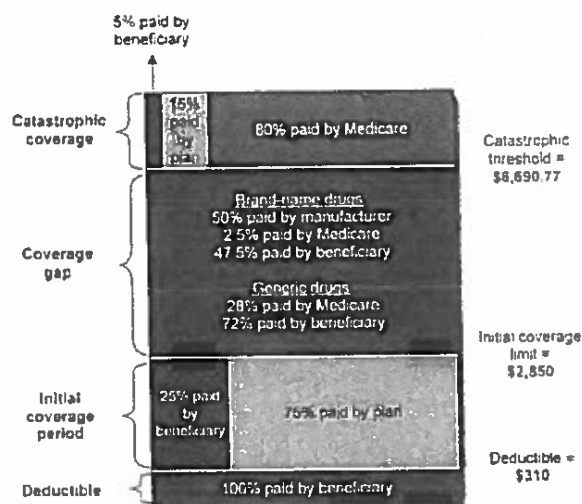 5% paid by
beneficiary
Catastrophic
coverage
15%
paid
by
plan
80% paid by Medicare
Catastrophic
threshold =
$6,690.77
Coverage
gap
Brand-name drugs
50% paid by manufacturer
2.5% paid by Medicare
47.5% paid by beneficiary
Generic drugs
28% paid by Medicare
72% paid by beneficiary
Initial coverage
limit =
$2,850
Initial
coverage
period
25% paid
by
beneficiary
75% paid by plan
Deductible =
$310
Deductible
100% paid by beneficiary